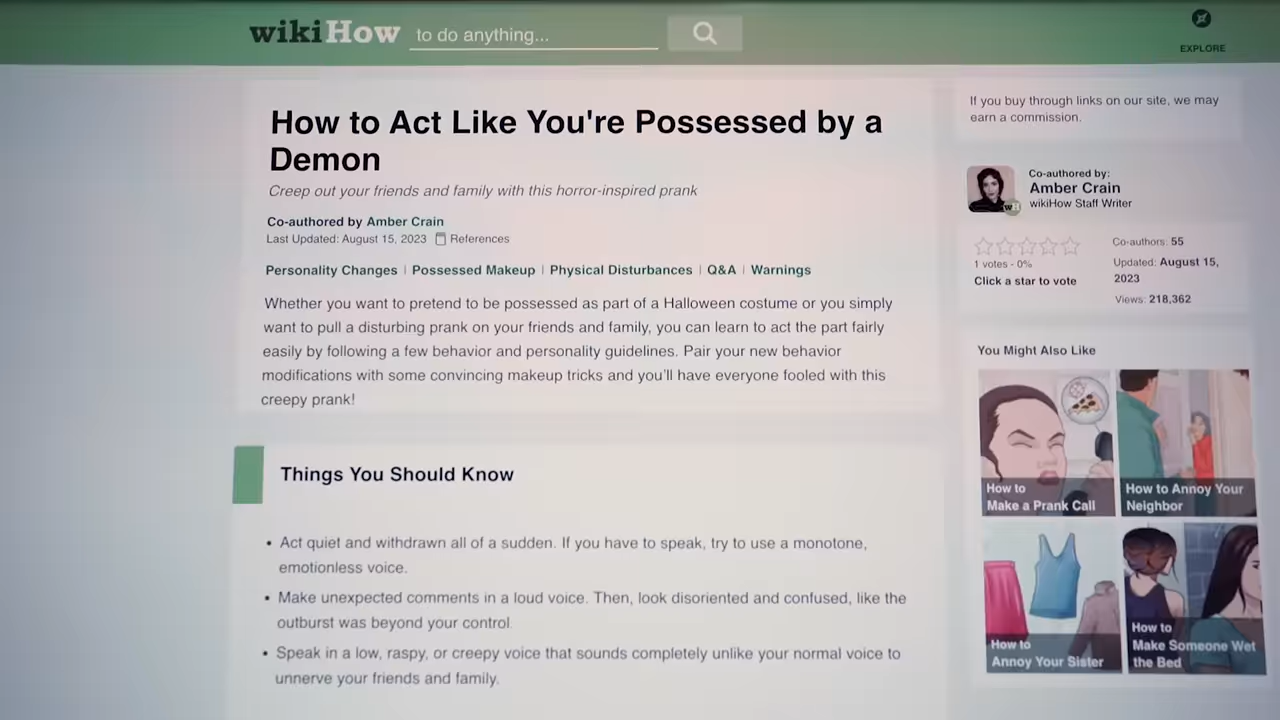 wikiHow to do anything...
EXPLORE
How to Act Like You're Possessed by a
Demon
Creep out your friends and family with this horror-inspired prank
Co-authored by Amber Crain
Last Updated: August 15, 2023 References
Personality Changes | Possessed Makeup | Physical Disturbances | Q&A | Warnings
Whether you want to pretend to be possessed as part of a Halloween costume or you simply
want to pull a disturbing prank on your friends and family, you can learn to act the part fairly
easily by following a few behavior and personality guidelines. Pair your new behavior
modifications with some convincing makeup tricks and you'll have everyone fooled with this
creepy prank!
Things You Should Know
• Act quiet and withdrawn all of a sudden. If you have to speak, try to use a monotone,
emotionless voice.
• Make unexpected comments in a loud voice. Then, look disoriented and confused, like the
outburst was beyond your control.
• Speak in a low, raspy, or creepy voice that sounds completely unlike your normal voice to
unnerve your friends and family.
If you buy through links on our site, we may
earn a commission.
Co-authored by:
Amber Crain
wikiHow Staff Writer
wH
1 votes - 0%
Click a star to vote
Co-authors: 55
Updated: August 15,
2023
Views: 218,362
You Might Also Like
How to
Make a Prank Call
How to Annoy Your
Neighbor
How to
Annoy Your Sister
How to
Make Someone Wet
the Bed